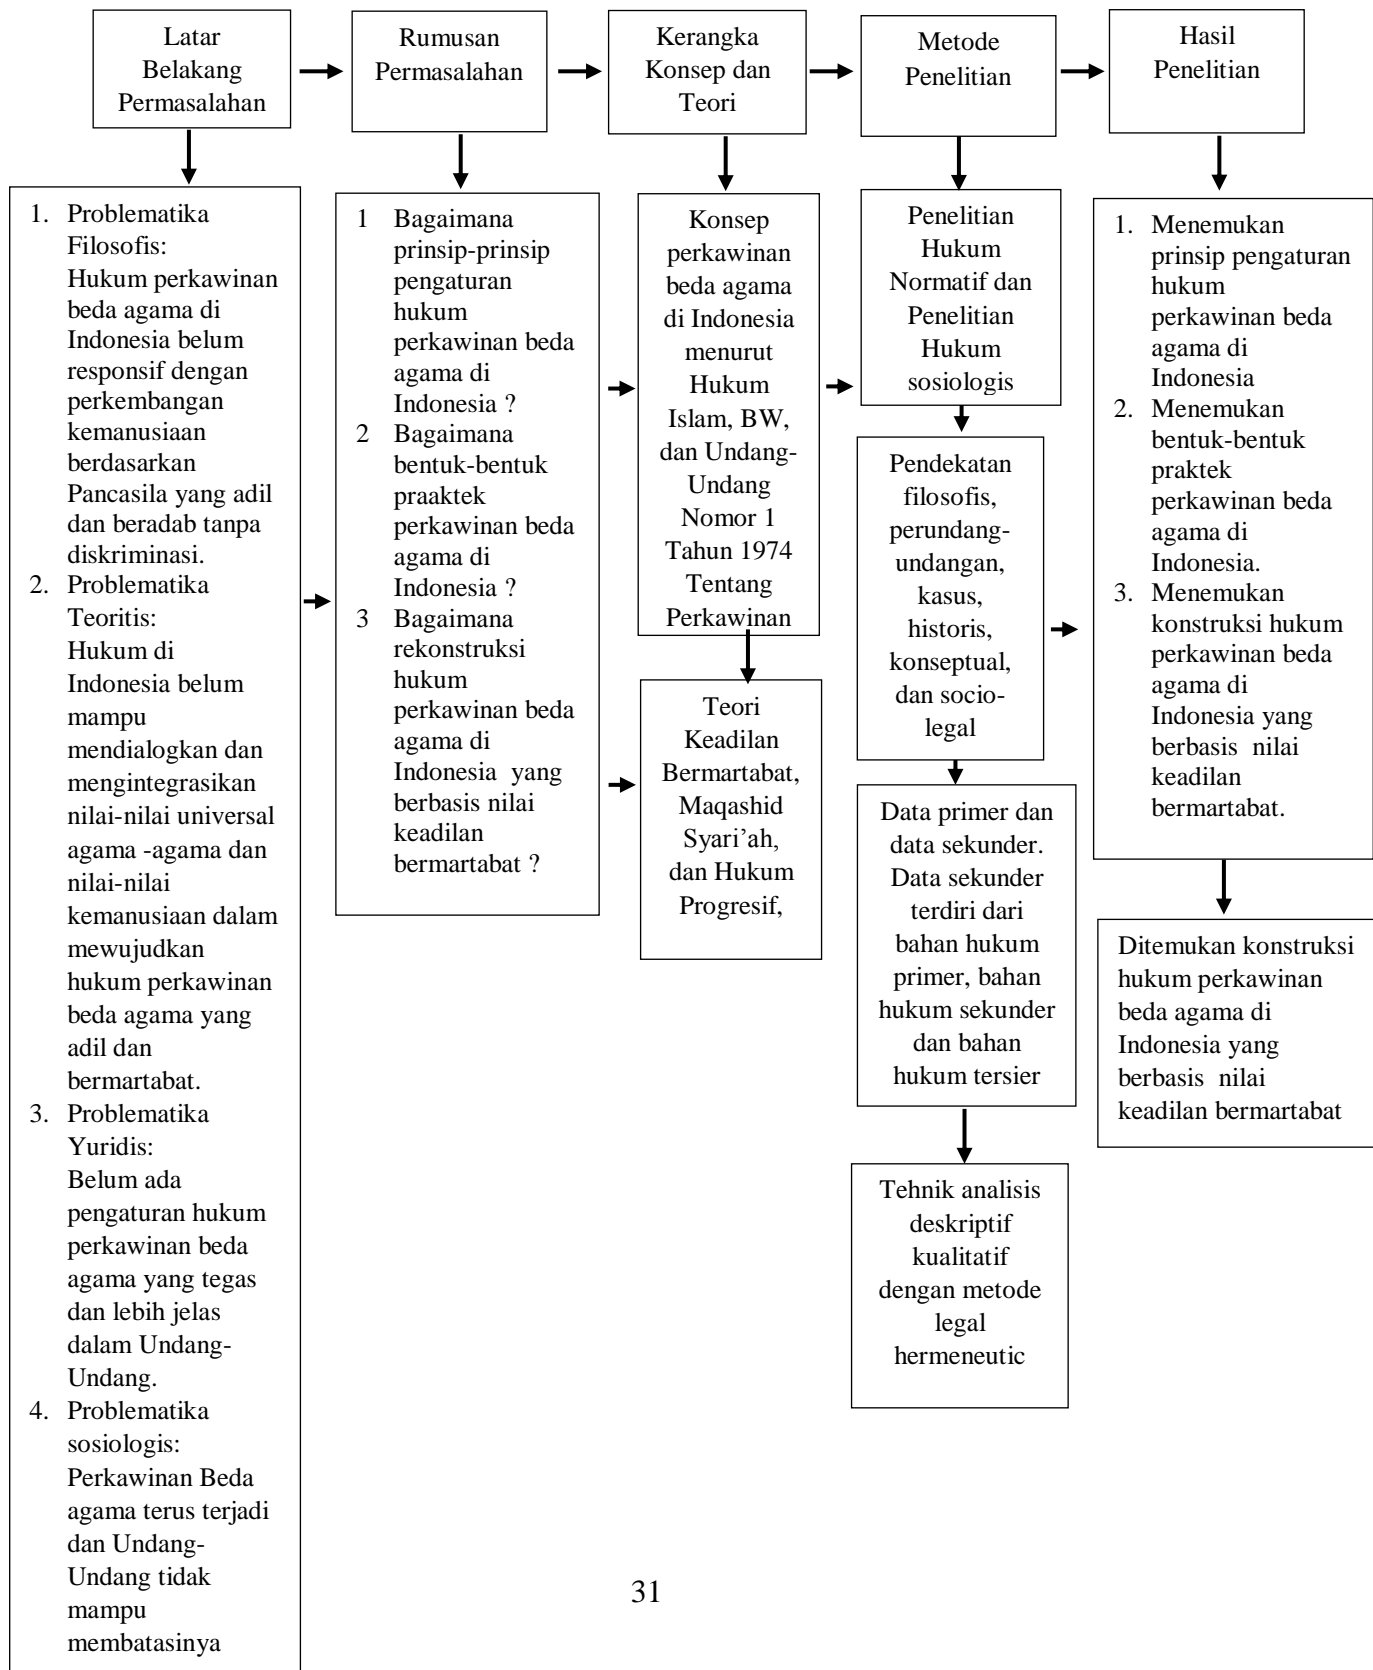 Latar
Belakang
Permasalahan
Rumusan
Permasalahan
Kerangka
Konsep dan
Teori
Metode
Penelitian
Hasil
Penelitian
1. Problematika
Filosofis:
Hukum perkawinan
beda agama di
Indonesia belum
responsif dengan
perkembangan
kemanusiaan
berdasarkan
Pancasila yang adil
dan beradab tanpa
diskriminasi.
2. Problematika
Teoritis:
Hukum di
Indonesia belum
mampu
mendialogkan dan
mengintegrasikan
nilai-nilai universal
agama -agama dan
nilai-nilai
kemanusiaan dalam
mewujudkan
hukum perkawinan
beda agama yang
adil dan
bermartabat.
3. Problematika
Yuridis:
Belum ada
pengaturan hukum
perkawinan beda
agama yang tegas
dan lebih jelas
dalam Undang-
Undang.
4. Problematika
sosiologis:
Perkawinan Beda
agama terus terjadi
dan Undang-
Undang tidak
mampu
membatasinya
1 Bagaimana
prinsip-prinsip
pengaturan
hukum
perkawinan beda
agama di
Indonesia ?
2 Bagaimana
bentuk-bentuk
praaktek
perkawinan beda
agama di
Indonesia ?
3 Bagaimana
rekonstruksi
hukum
perkawinan beda
agama di
Indonesia yang
berbasis nilai
keadilan
bermartabat ?
Konsep
perkawinan
beda agama
di Indonesia
menurut
Hukum
Islam, BW,
dan Undang-
Undang
Nomor 1
Tahun 1974
Tentang
Perkawinan
Teori
Keadilan
Bermartabat,
Maqashid
Syari’ah,
dan Hukum
Progresif,
Penelitian
Hukum
Normatif dan
Penelitian
Hukum
sosiologis
Pendekatan
filosofis,
perundang-
undangan,
kasus,
historis,
konseptual,
dan socio-
legal
Data primer dan
data sekunder.
Data sekunder
terdiri dari
bahan hukum
primer, bahan
hukum sekunder
dan bahan
hukum tersier
Tehnik analisis
deskriptif
kualitatif
dengan metode
legal
hermeneutic
1. Menemukan
prinsip pengaturan
hukum
perkawinan beda
agama di
Indonesia
2. Menemukan
bentuk-bentuk
praktek
perkawinan beda
agama di
Indonesia.
3. Menemukan
konstruksi hukum
perkawinan beda
agama di
Indonesia yang
berbasis nilai
keadilan
bermartabat.
Ditemukan konstruksi
hukum perkawinan
beda agama di
Indonesia yang
berbasis nilai
keadilan bermartabat
31